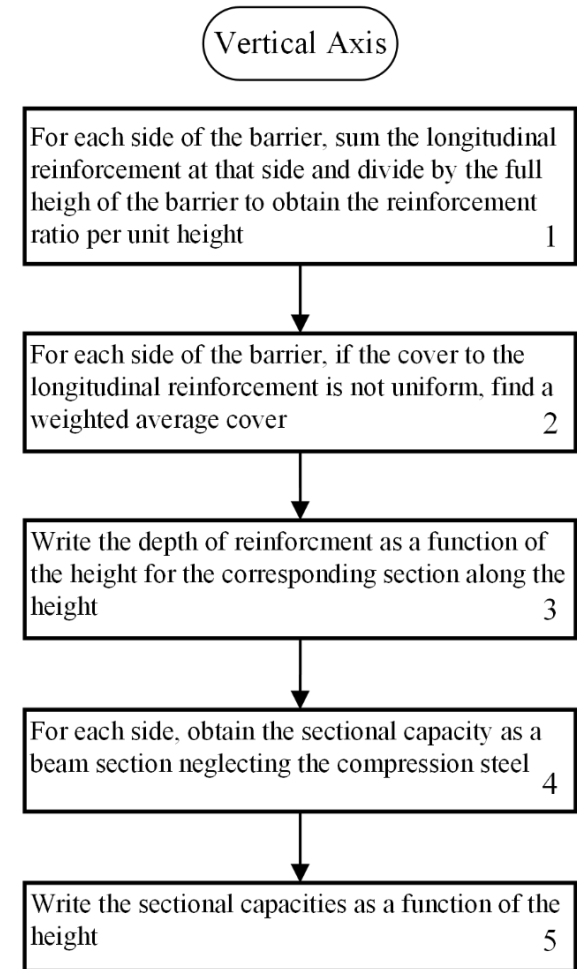 Vertical Axis
For each side of the barrier, sum the longitudinal
reinforcement at that side and divide by the full
heigh of the barrier to obtain the reinforcement
ratio per unit height
1
For each side of the barrier, if the cover to the
longitudinal reinforcement is not uniform, find a
weighted average cover
2
Write the depth of reinforcment as a function of
the height for the corresponding section along the
height
3
For each side, obtain the sectional capacity as a
beam section neglecting the compression steel
4
Write the sectional capacities as a function of the
height
5